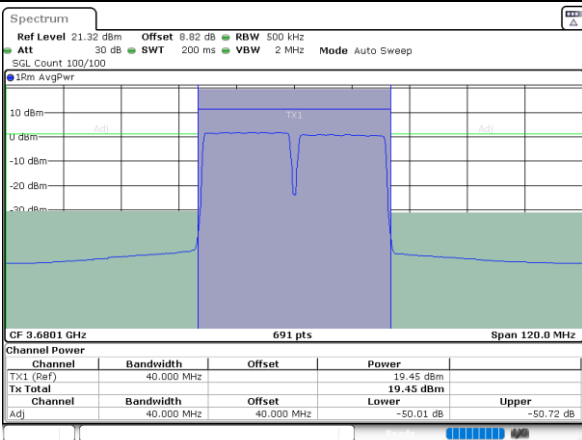 Spectrum
Ref Level 21.32 dBm Offset 8.82 dB RBW 500 kHz
Att 30 dB SWT 200 ms VBW 2 MHz Mode Auto Sweep
SGL Count 100/100
1Rm AvgPwr
10 dBm
TX1
Adj Adj
0 dBm
-10 dBm
-20 dBm
-30 dBm
CF 3.6801 GHz 691 pts Span 120.0 MHz
Channel Power
Channel Bandwidth Offset Power
TX1 (Ref) 40.000 MHz 19.45 dBm
Tx Total 19.45 dBm
Channel Bandwidth Offset Lower Upper
Adj 40.000 MHz 40.000 MHz -50.01 dB -50.72 dB